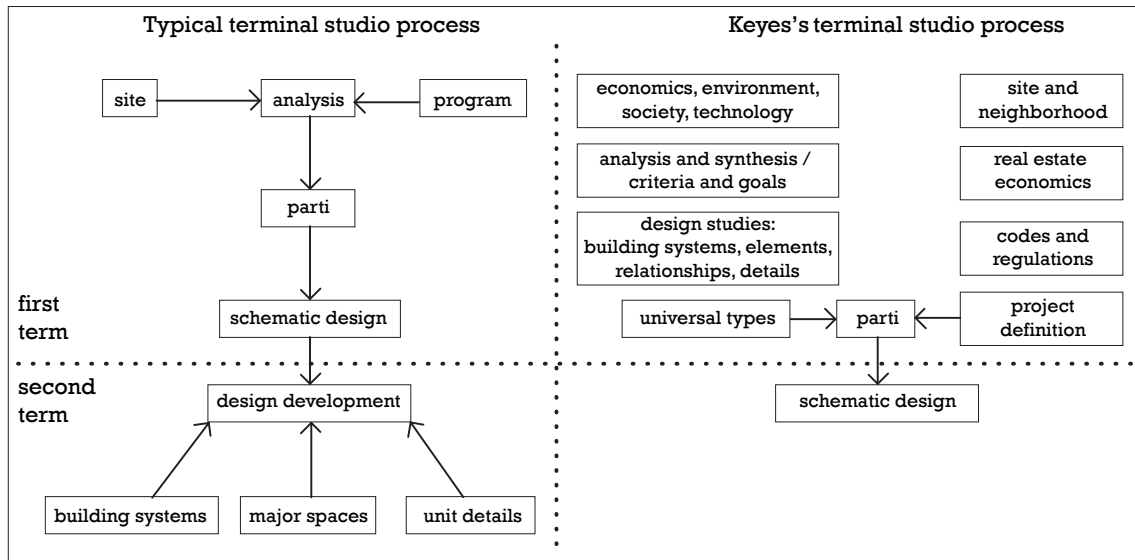 Typical terminal studio process
site
analysis
program
parti
first
term
schematic design
second
term
design development
building systems
major spaces
unit details
Keyes's terminal studio process
economics, environment,
society, technology
site and
neighborhood
analysis and synthesis /
criteria and goals
real estate
economics
design studies:
building systems, elements,
relationships, details
codes and
regulations
universal types
parti
project
definition
schematic design